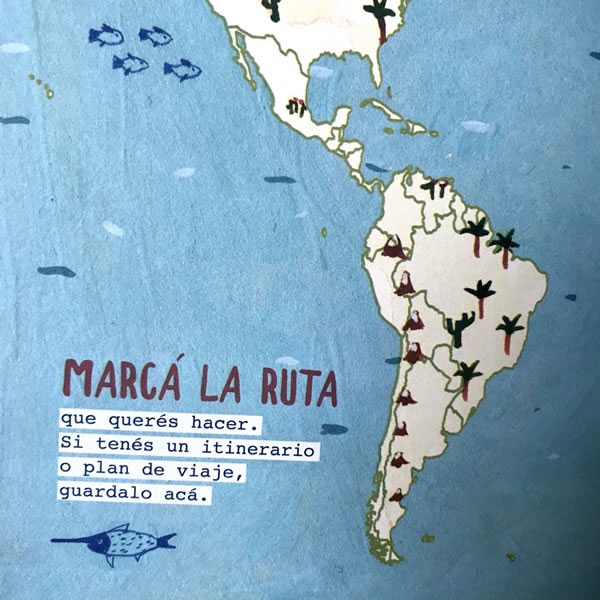 MARCÁ LA RUTA
que querés hacer.
Si tenés un itinerario
o plan de viaje,
guardalo acá.